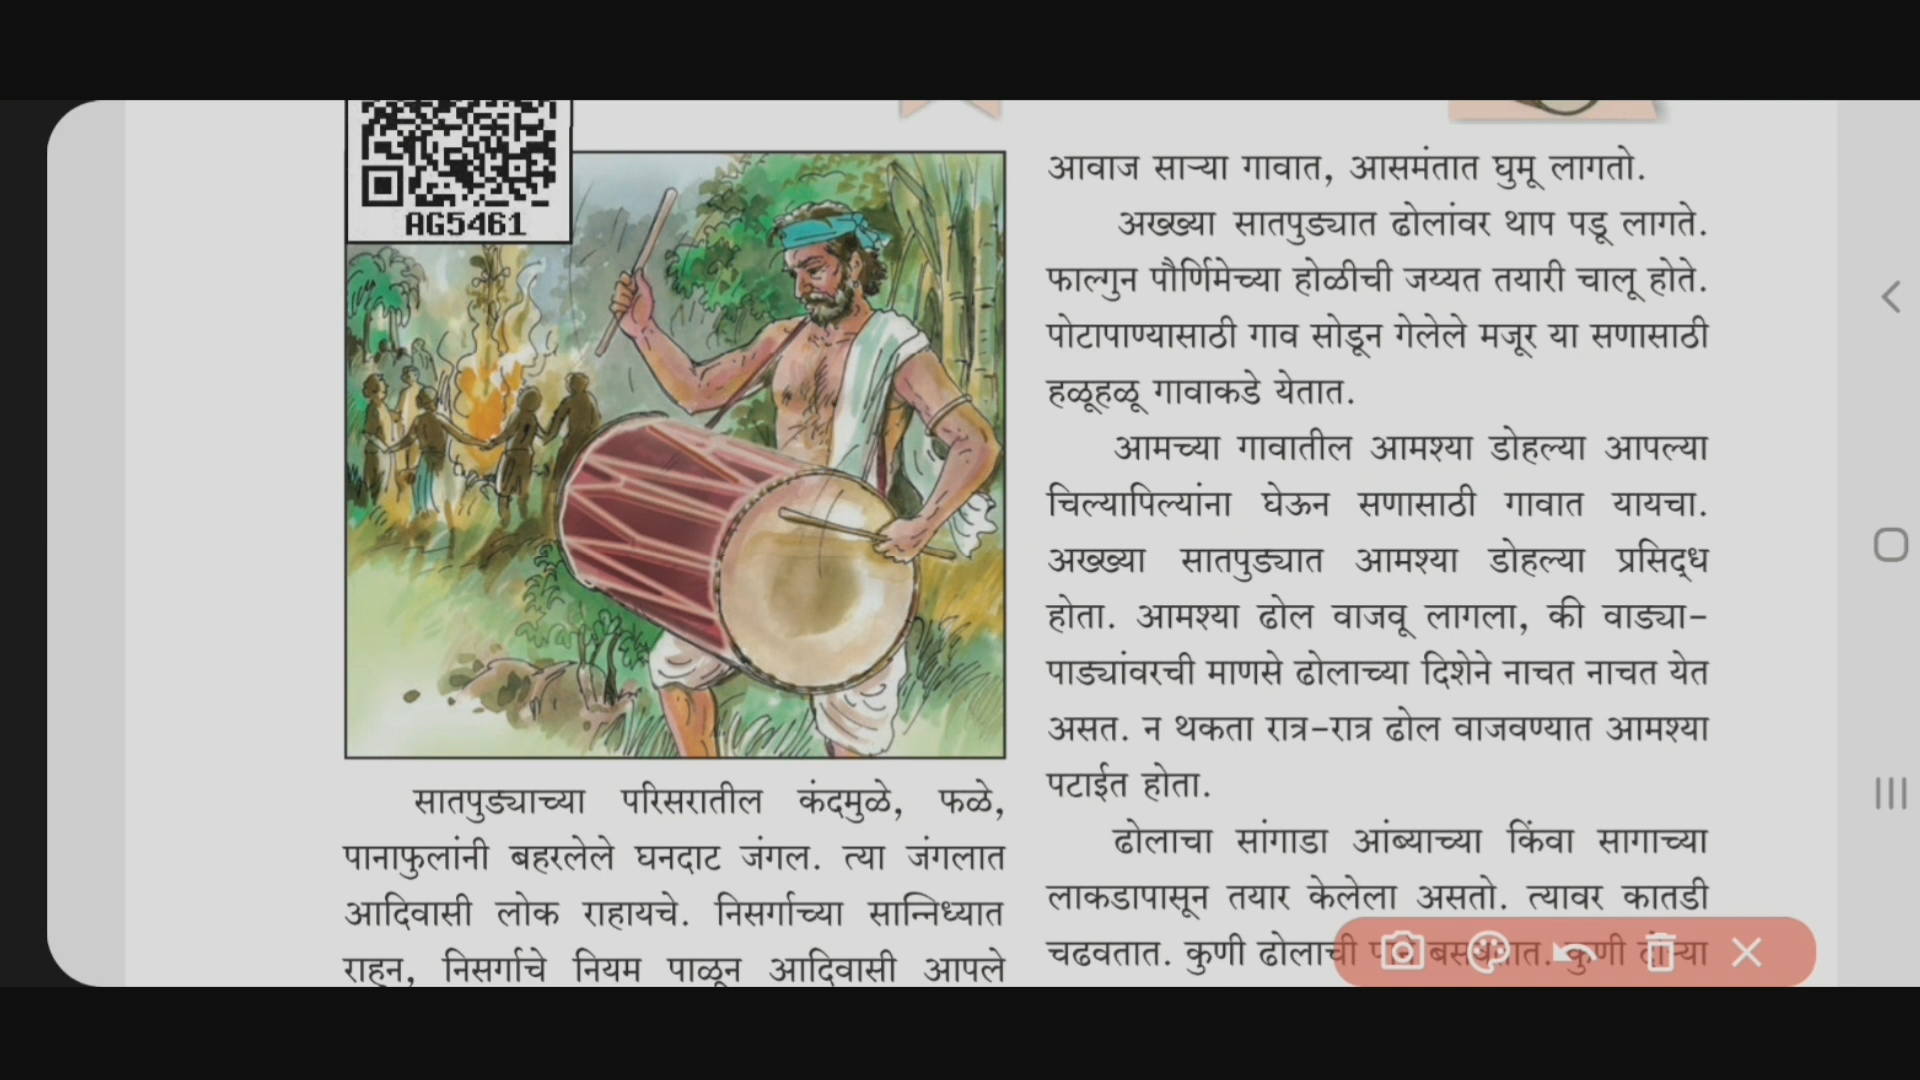 AG5461
सातपुड्याच्या परिसरातील कंदमुळे, फळे,
पानाफुलांनी बहरलेले घनदाट जंगल. त्या जंगलात
आदिवासी लोक राहायचे. निसर्गाच्या सान्निध्यात
राहून, निसर्गाचे नियम पाळून आदिवासी आपले
आवाज साऱ्या गावात, आसमंतात घुमू लागतो.
अख्ख्या सातपुड्यात ढोलांवर थाप पडू लागते.
फाल्गुन पौर्णिमेच्या होळीची जय्यत तयारी चालू होते.
पोटापाण्यासाठी गाव सोडून गेलेले मजूर या सणासाठी
हळूहळू गावाकडे येतात.
आमच्या गावातील आमश्या डोहल्या आपल्या
चिल्यापिल्यांना घेऊन सणासाठी गावात यायचा.
अख्ख्या सातपुड्यात आमश्या डोहल्या प्रसिद्ध
होता. आमश्या ढोल वाजवू लागला, की वाड्या-
पाड्यांवरची माणसे ढोलाच्या दिशेने नाचत नाचत येत
असत. न थकता रात्र-रात्र ढोल वाजवण्यात आमश्या
पटाईत होता.
ढोलाचा सांगाडा आंब्याच्या किंवा सागाच्या
लाकडापासून तयार केलेला असतो. त्यावर कातडी
चढवतात. कुणी ढोलाची पाने बसवतात. कुणी दोऱ्या